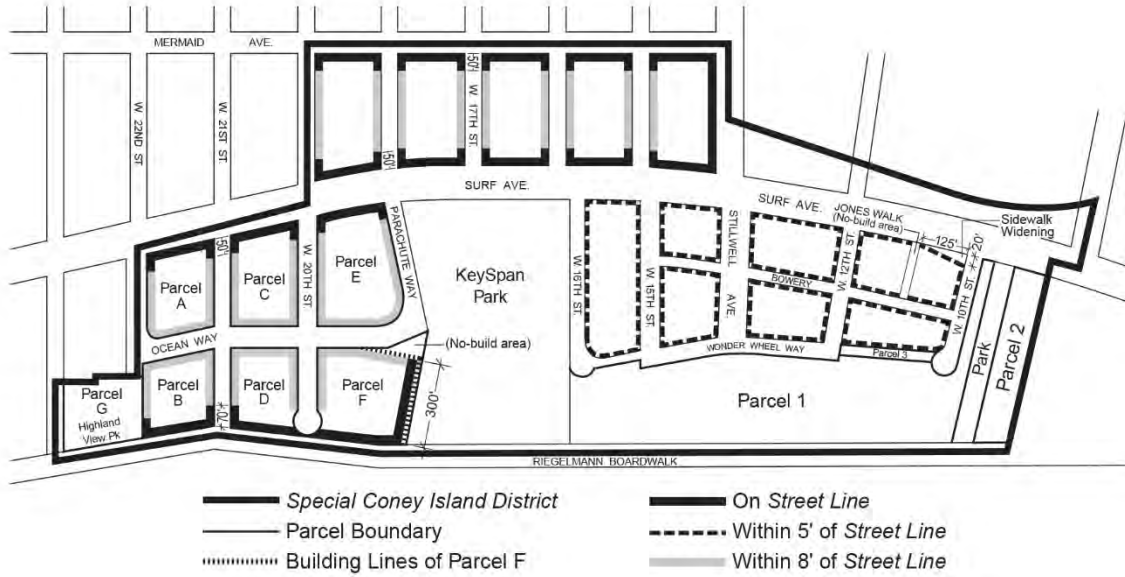 MERMAID AVE.
W. 22ND ST.
W. 21ST ST.
50'
W. 17TH ST.
50'
SURF AVE.
SURF AVE.
JONES WALK
(No-build area)
Sidewalk
Widening
125'
20'
50'
Parcel
A
Parcel
C
W. 20TH ST.
Parcel
E
PARACHUTE WAY
KeySpan
Park
W. 16TH ST.
W. 15TH ST.
STILLWELL AVE.
BOWERY
W. 12TH ST.
W. 10TH ST.
OCEAN WAY
(No-build area)
WONDER WHEEL WAY
Parcel 3
Park
Parcel 2
Parcel
G
Highland
View Pk
Parcel
B
Parcel
D
70'
Parcel
F
300'
Parcel 1
RIEGELMANN BOARDWALK
Special Coney Island District
Parcel Boundary
Building Lines of Parcel F
On Street Line
Within 5' of Street Line
Within 8' of Street Line